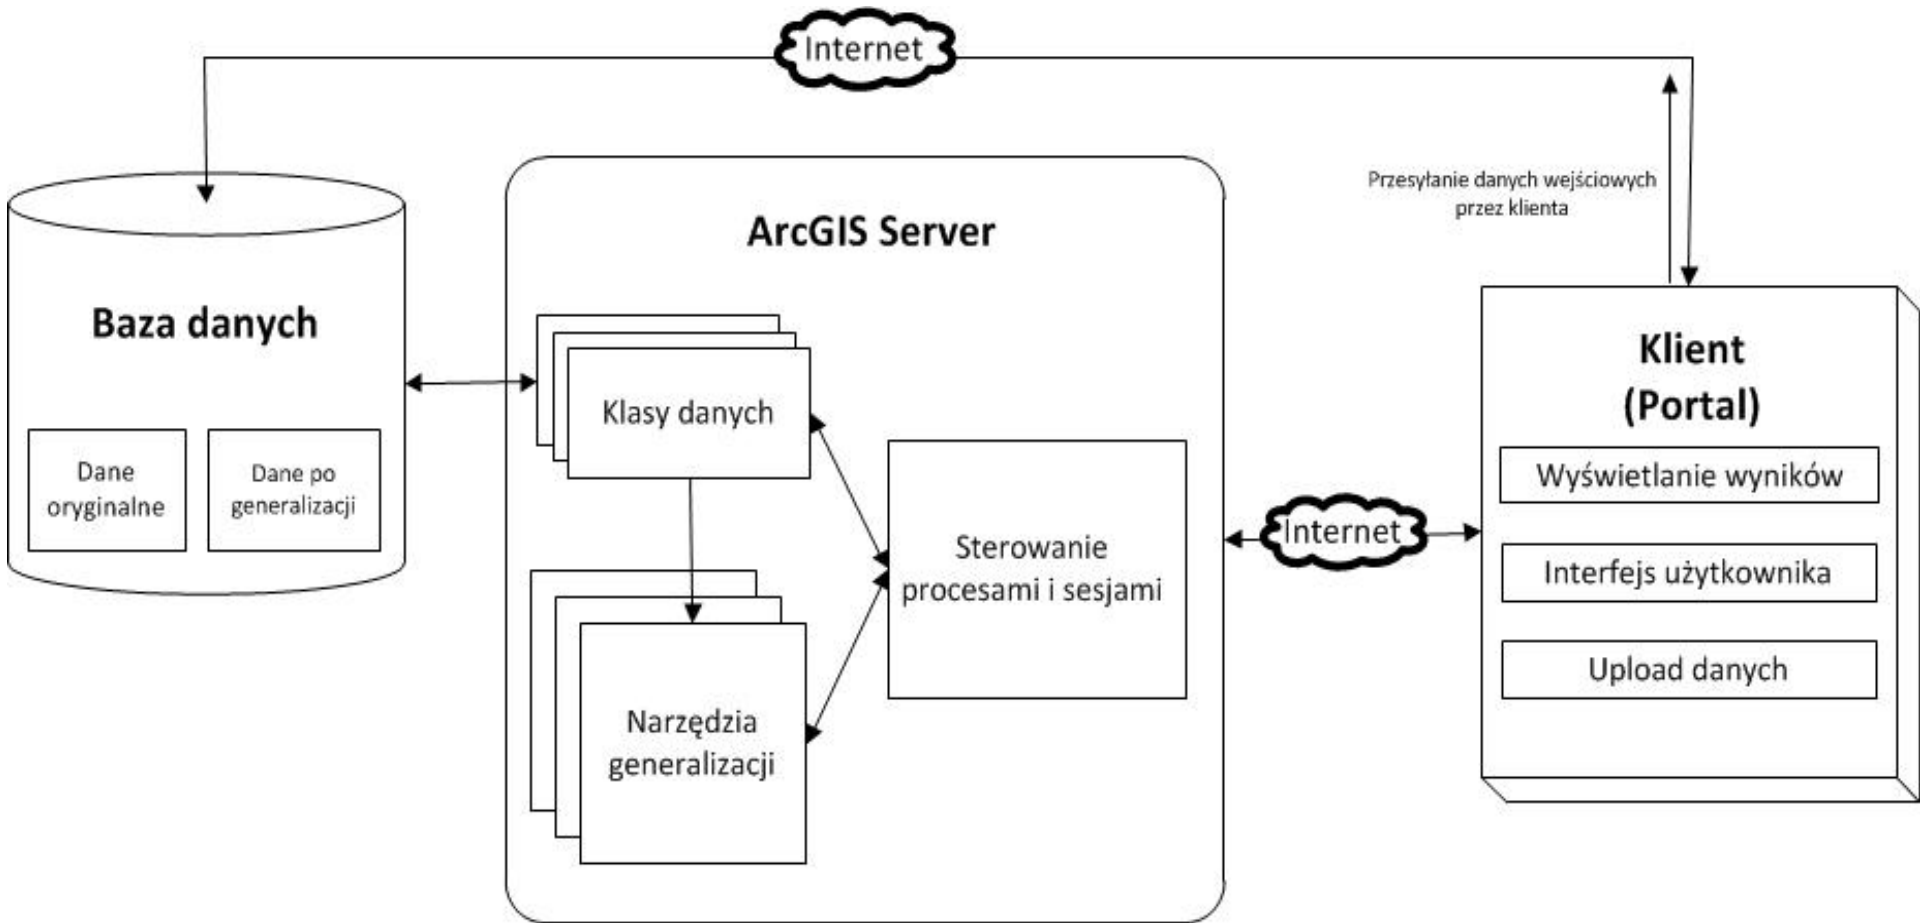 Internet
Przesyłanie danych wejściowych
przez klienta
Baza danych
Dane
oryginalne
Dane po
generalizacji
ArcGIS Server
Klasy danych
Narzędzia
generalizacji
Sterowanie
procesami i sesjami
Internet
Klient
(Portal)
Wyświetlanie wyników
Interfejs użytkownika
Upload danych